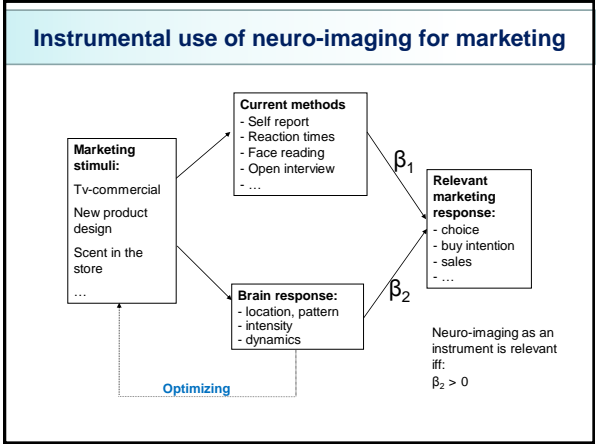 Instrumental use of neuro-imaging for marketing
Marketing
stimuli:
Tv-commercial
New product
design
Scent in the
store
…
Current methods
- Self report
- Reaction times
- Face reading
- Open interview
- …
β1
Brain response:
- location, pattern
- intensity
- dynamics
β2
Relevant
marketing
response:
- choice
- buy intention
- sales
- …
Optimizing
Neuro-imaging as an
instrument is relevant
iff:
β2 > 0